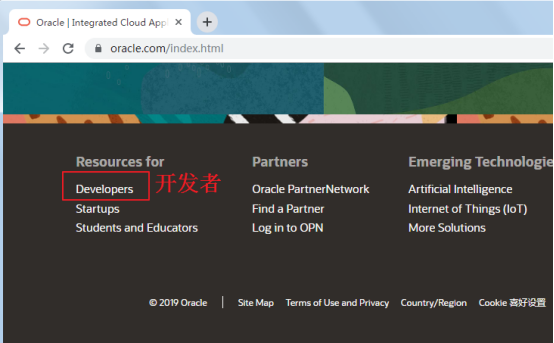 Oracle | Integrated Cloud Appl
oracle.com/index.html
Resources for
Developers
开发者
Startups
Students and Educators
Partners
Oracle PartnerNetwork
Find a Partner
Log in to OPN
Emerging Technologie
Artificial Intelligence
Internet of Things (IoT)
More Solutions
© 2019 Oracle | Site Map Terms of Use and Privacy Country/Region Cookie 喜好设置